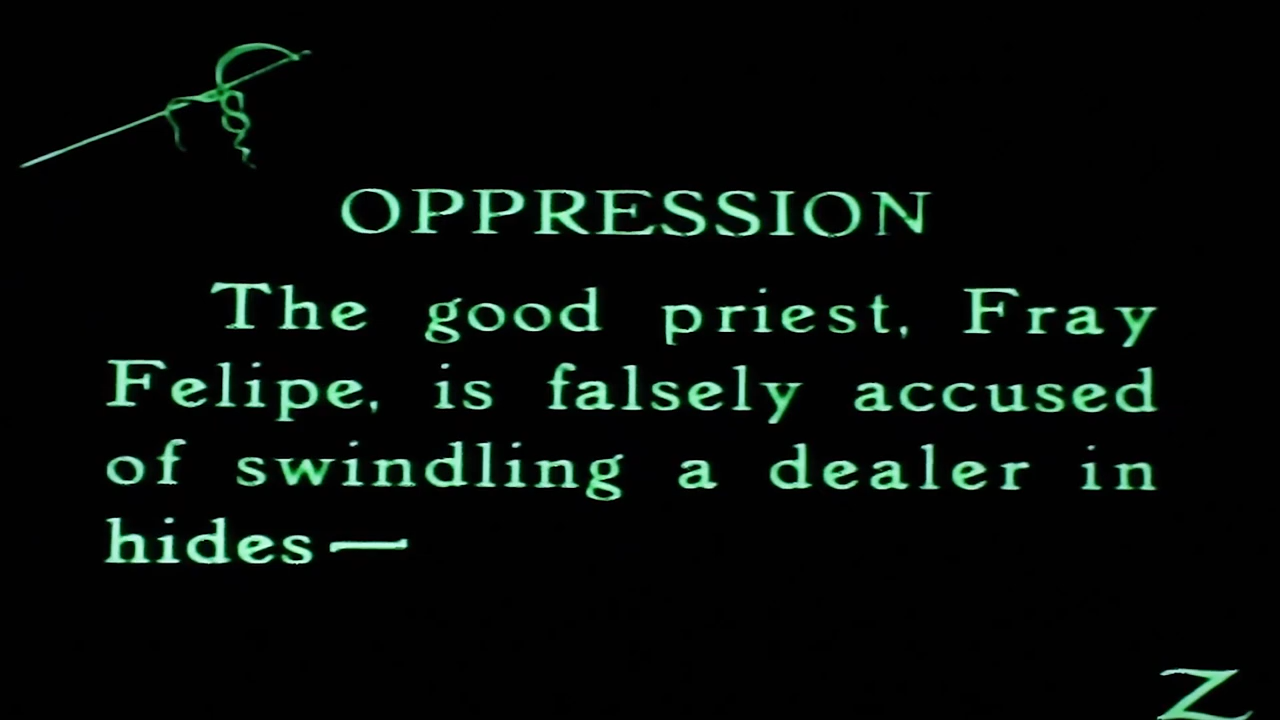 OPPRESSION
The good priest, Fray
Felipe, is falsely accused
of swindling a dealer in
hides—
Z